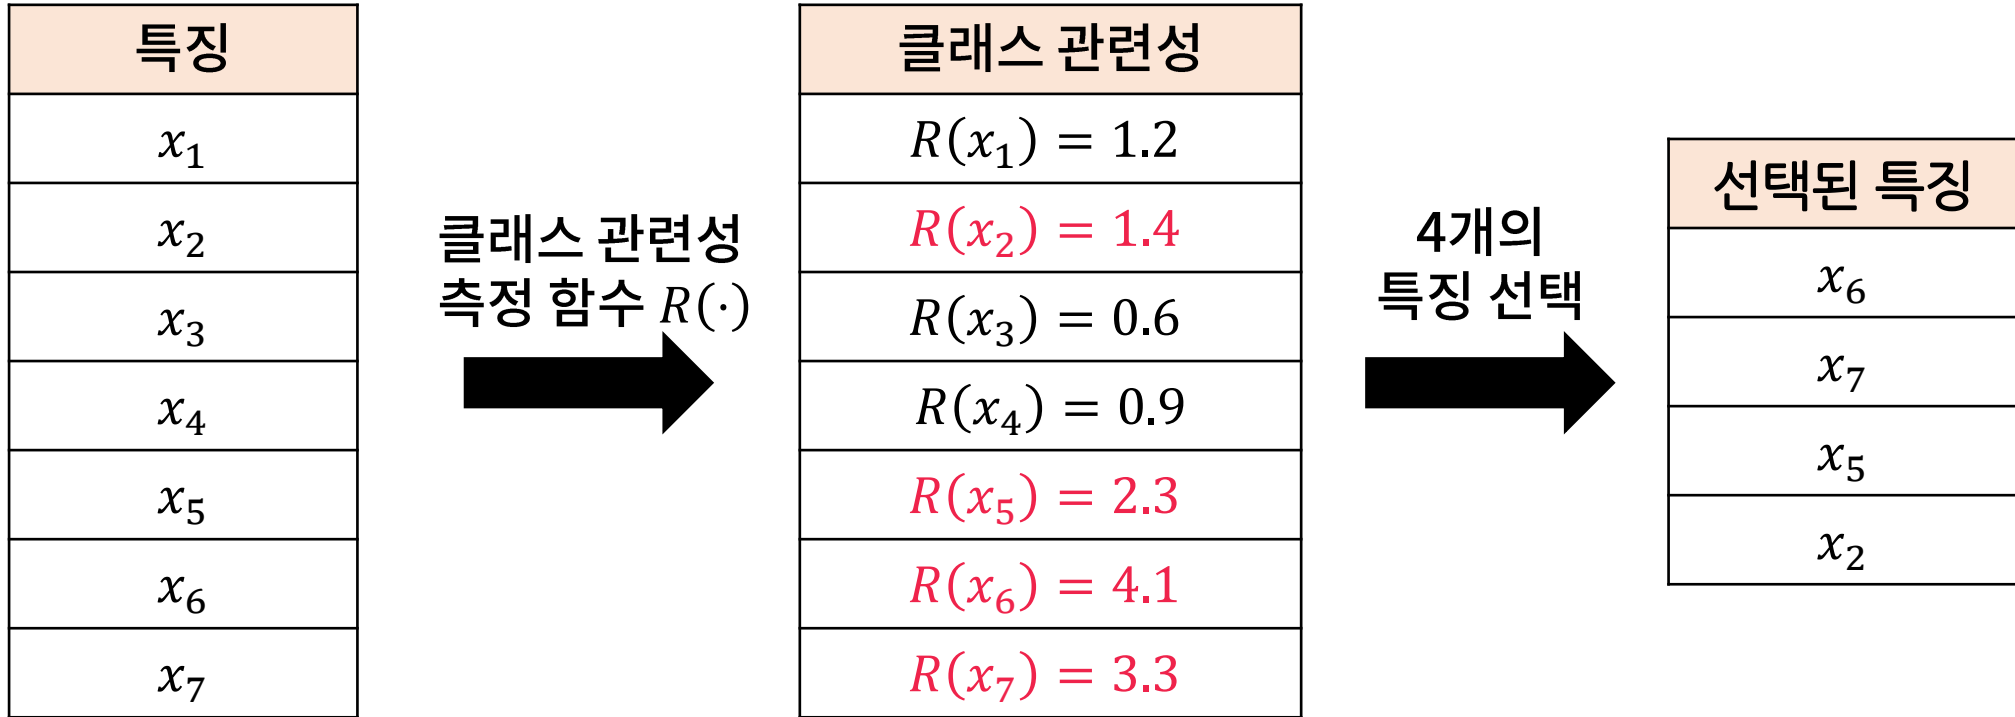 특징
x₁
x₂
x₃
x₄
x₅
x₆
x₇
클래스 관련성
측정 함수 R(·)
클래스 관련성
R(x₁) = 1.2
R(x₂) = 1.4
R(x₃) = 0.6
R(x₄) = 0.9
R(x₅) = 2.3
R(x₆) = 4.1
R(x₇) = 3.3
4개의
특징 선택
선택된 특징
x₆
x₇
x₅
x₂